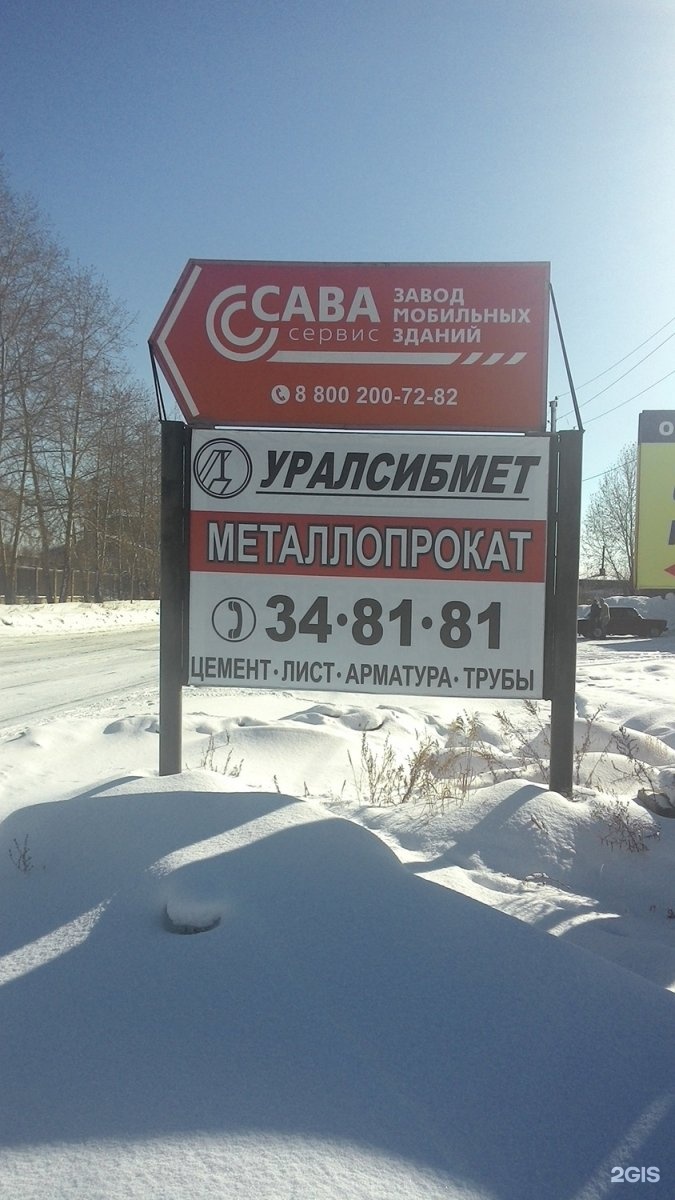 САВА
сервис
ЗАВОД
МОБИЛЬНЫХ
ЗДАНИЙ
8 800 200-72-82
УРАЛСИБМЕТ
МЕТАЛЛОПРОКАТ
34·81·81
ЦЕМЕНТ·ЛИСТ·АРМАТУРА·ТРУБЫ
2GIS